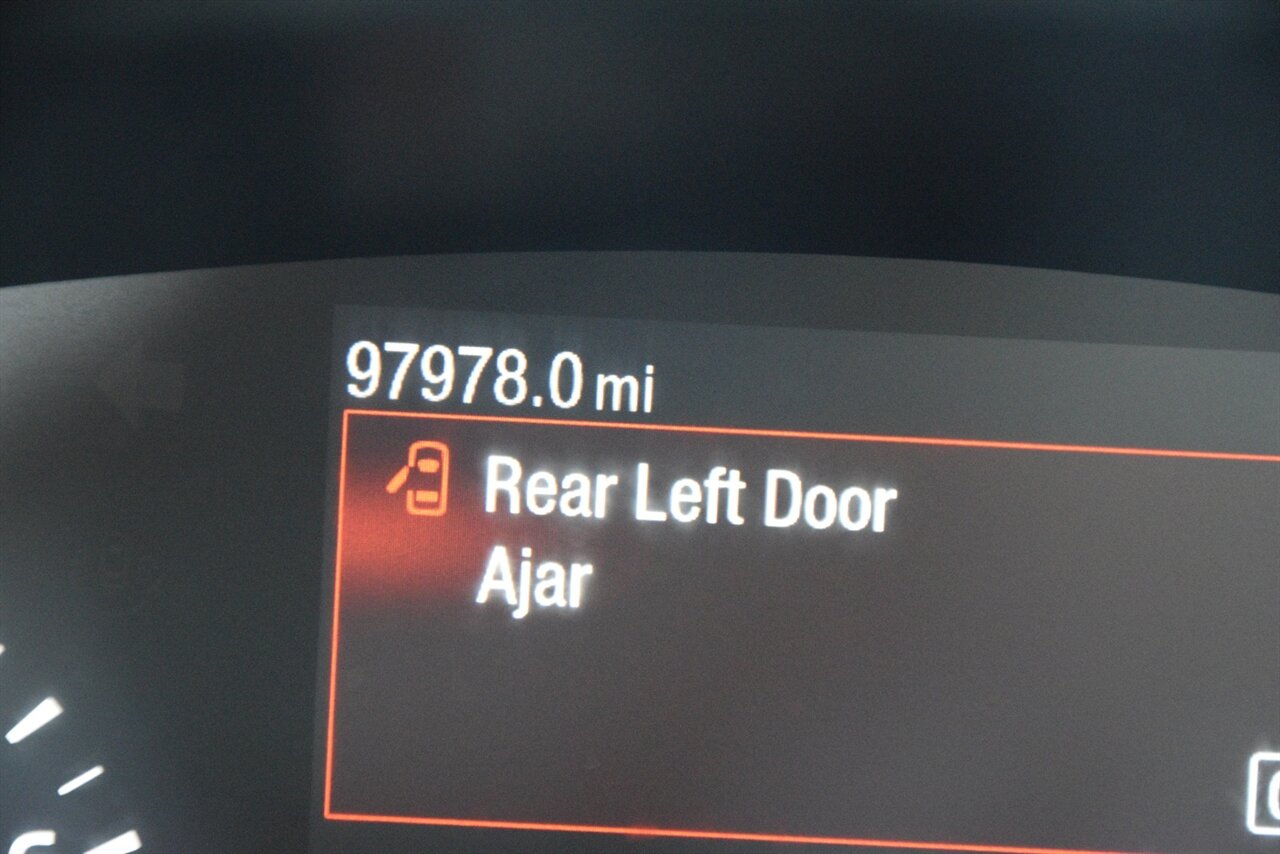 97978.0 mi
Rear Left Door
Ajar